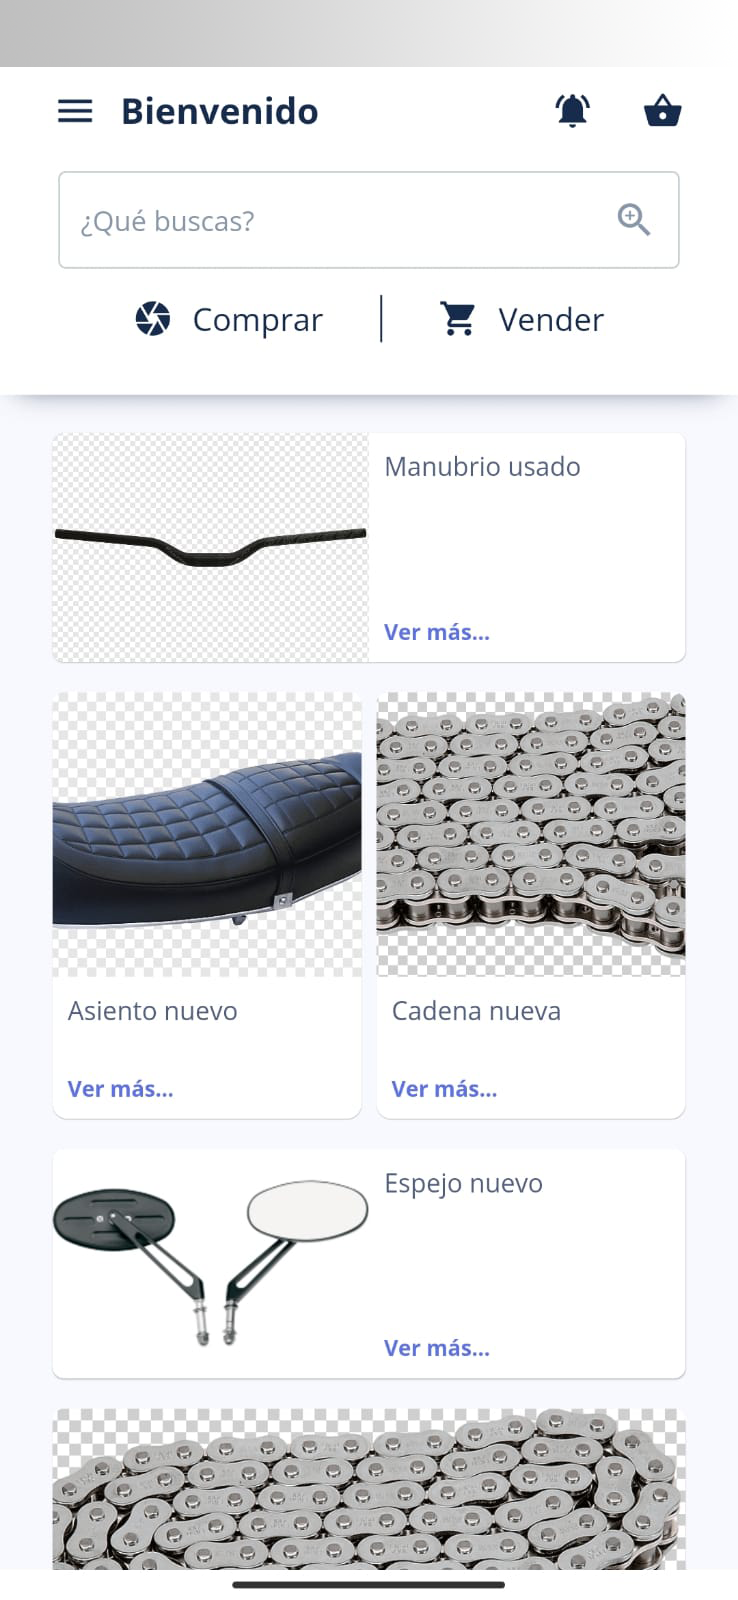 Bienvenido
¿Qué buscas?
Comprar
Vender
Manubrio usado
Ver más...
Asiento nuevo
Ver más...
Cadena nueva
Ver más...
Espejo nuevo
Ver más...